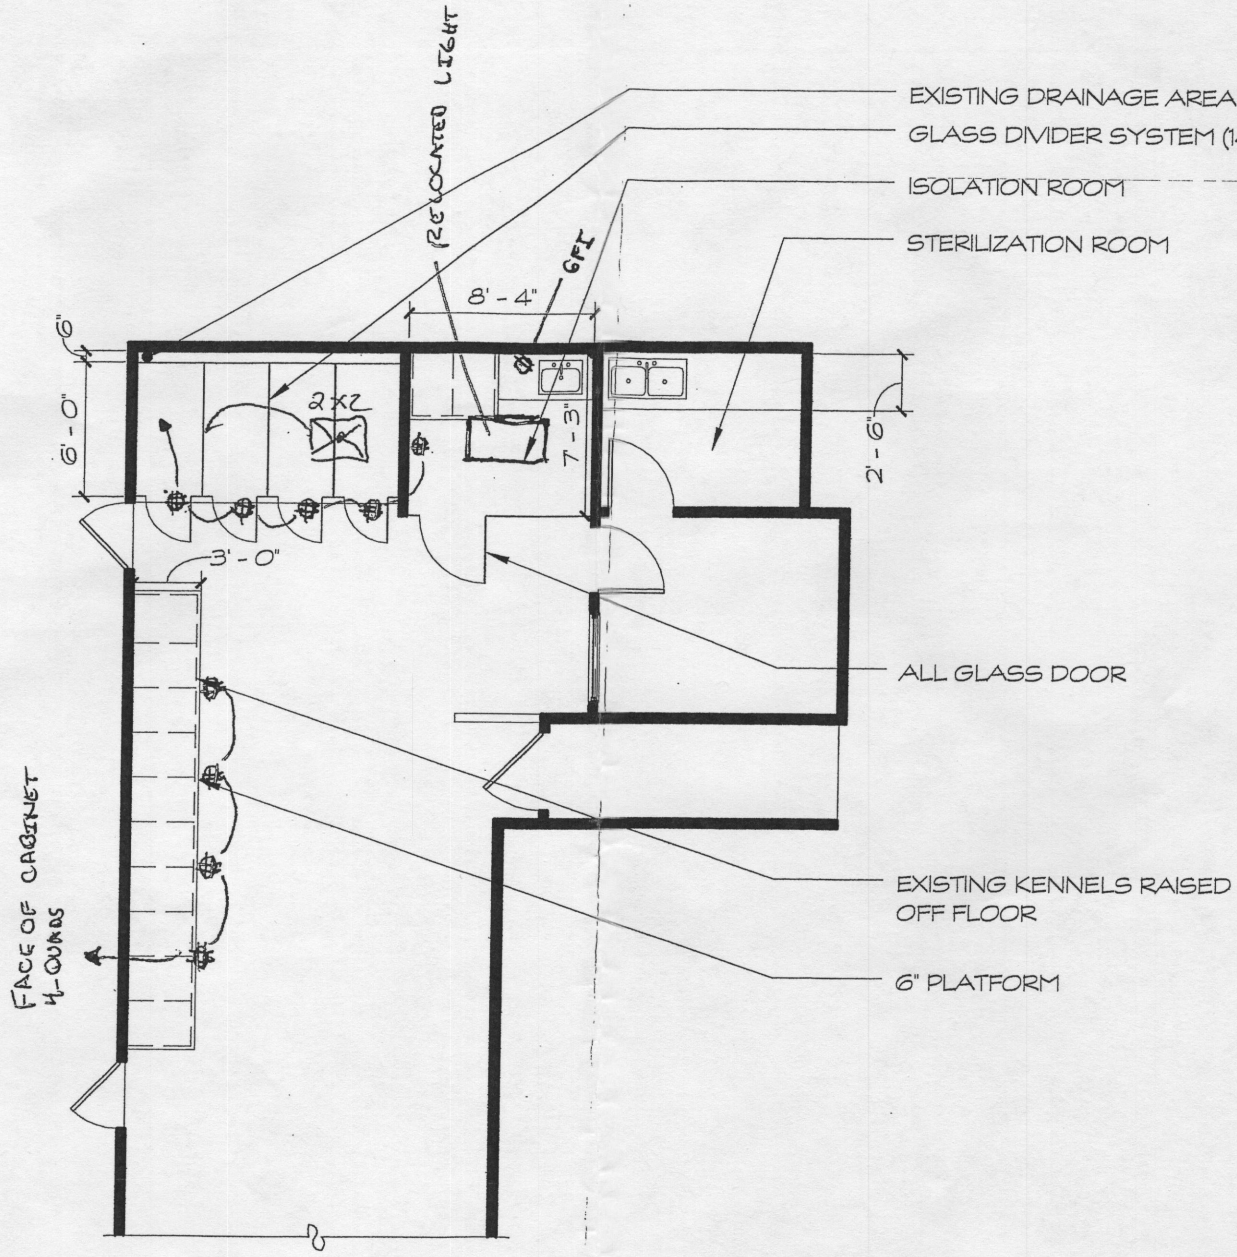 RELOCATED LIGHT
EXISTING DRAINAGE AREA
GLASS DIVIDER SYSTEM (1
ISOLATION ROOM
STERILIZATION ROOM
GFI
8'-4"
6"
6'-0"
2x2
7'-3"
2'-6"
3'-0"
ALL GLASS DOOR
FACE OF CABINET
4-QUADS
EXISTING KENNELS RAISED
OFF FLOOR
6" PLATFORM